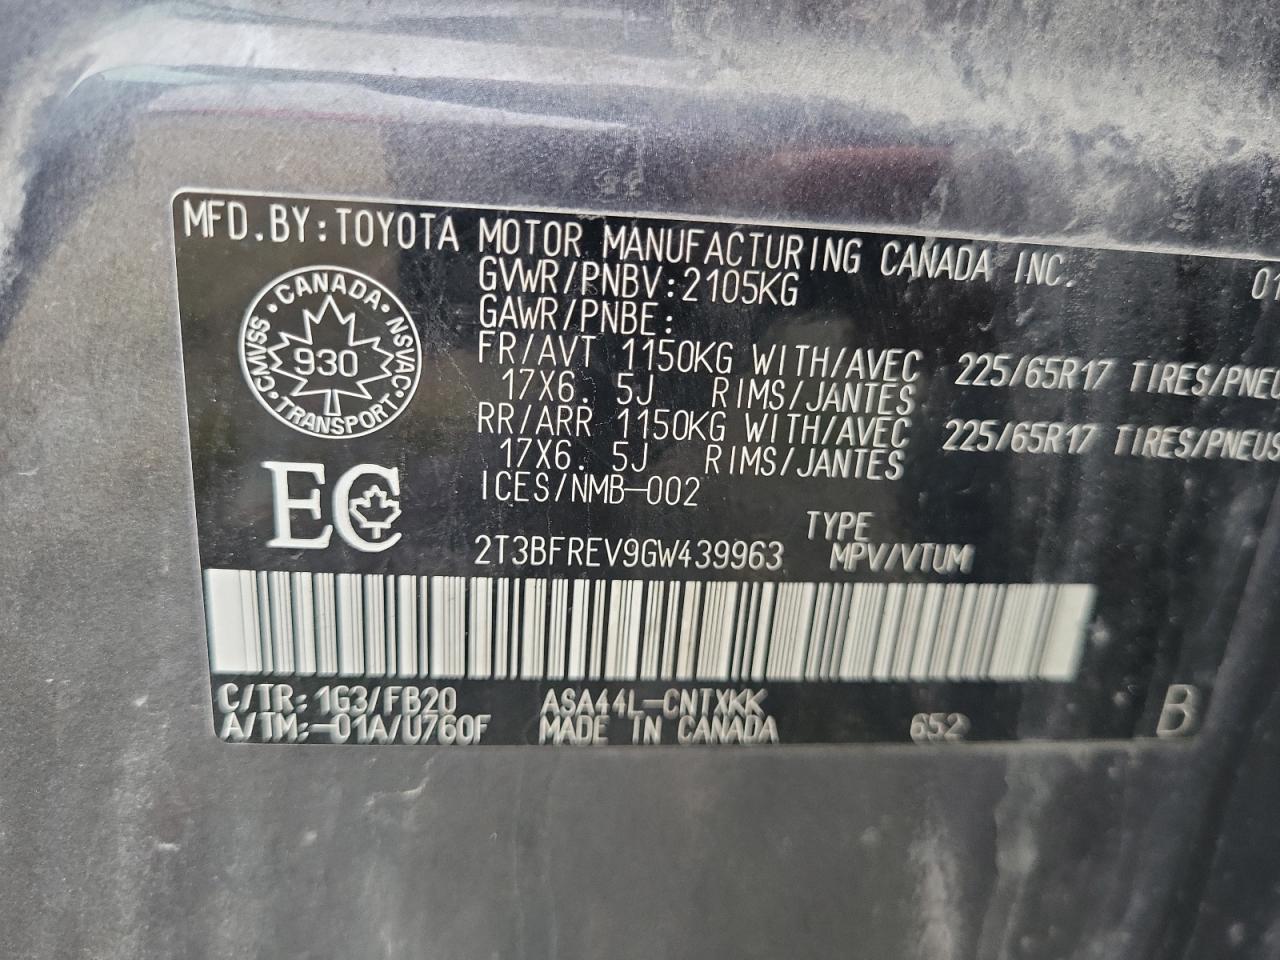 MFD.BY:TOYOTA MOTOR MANUFACTURING CANADA INC. 01
GVWR/PNBV:2105KG
GAWR/PNBE:
FR/AVT 1150KG WITH/AVEC 225/65R17 TIRES/PNEU
17X6.5J RIMS/JANTES
RR/ARR 1150KG WITH/AVEC 225/65R17 TIRES/PNEUS
17X6.5J RIMS/JANTES
ICES/NMB-002
CANADA
CMVSS 930 NSVAC
TRANSPORT
EC
TYPE
2T3BFREV9GW439963 MPV/VTUM
C/TR: 1G3/FB20 ASA44L-CNTXKK
A/TM:-01A/U760F MADE IN CANADA 652 B